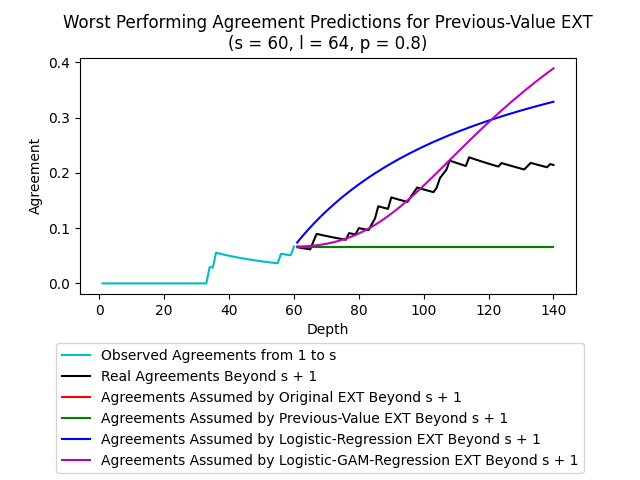 Worst Performing Agreement Predictions for Previous-Value EXT
(s = 60, l = 64, p = 0.8)
0.4
0.3
0.2
0.1
0.0
Agreement
0 20 40 60 80 100 120 140
Depth
Observed Agreements from 1 to s
Real Agreements Beyond s + 1
Agreements Assumed by Original EXT Beyond s + 1
Agreements Assumed by Previous-Value EXT Beyond s + 1
Agreements Assumed by Logistic-Regression EXT Beyond s + 1
Agreements Assumed by Logistic-GAM-Regression EXT Beyond s + 1